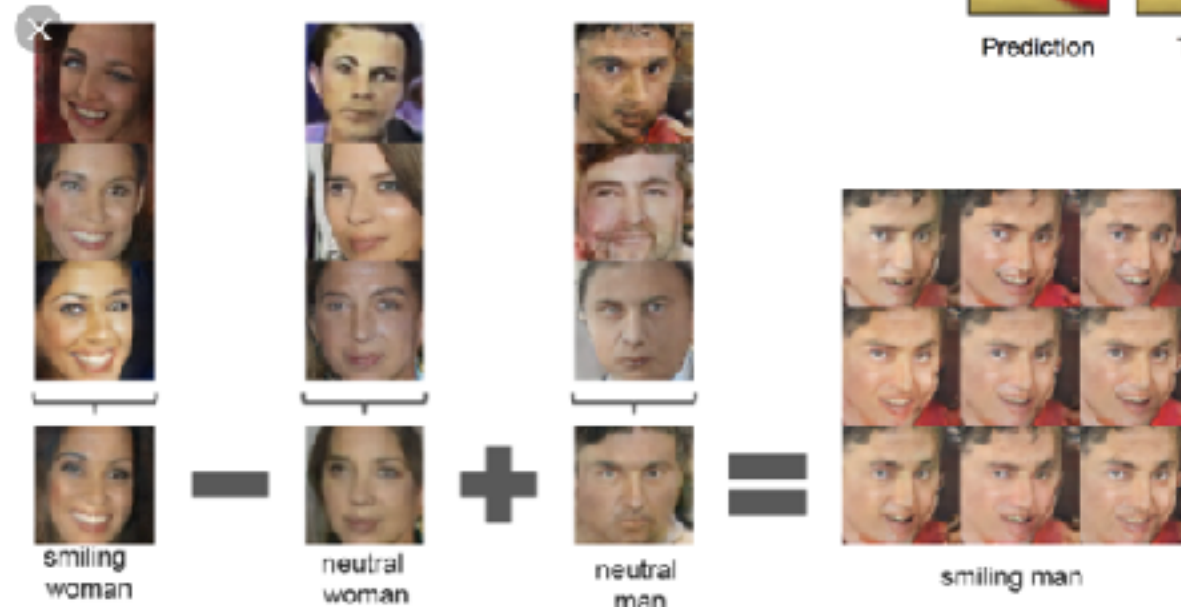 Prediction
smiling
woman
neutral
woman
neutral
man
smiling man